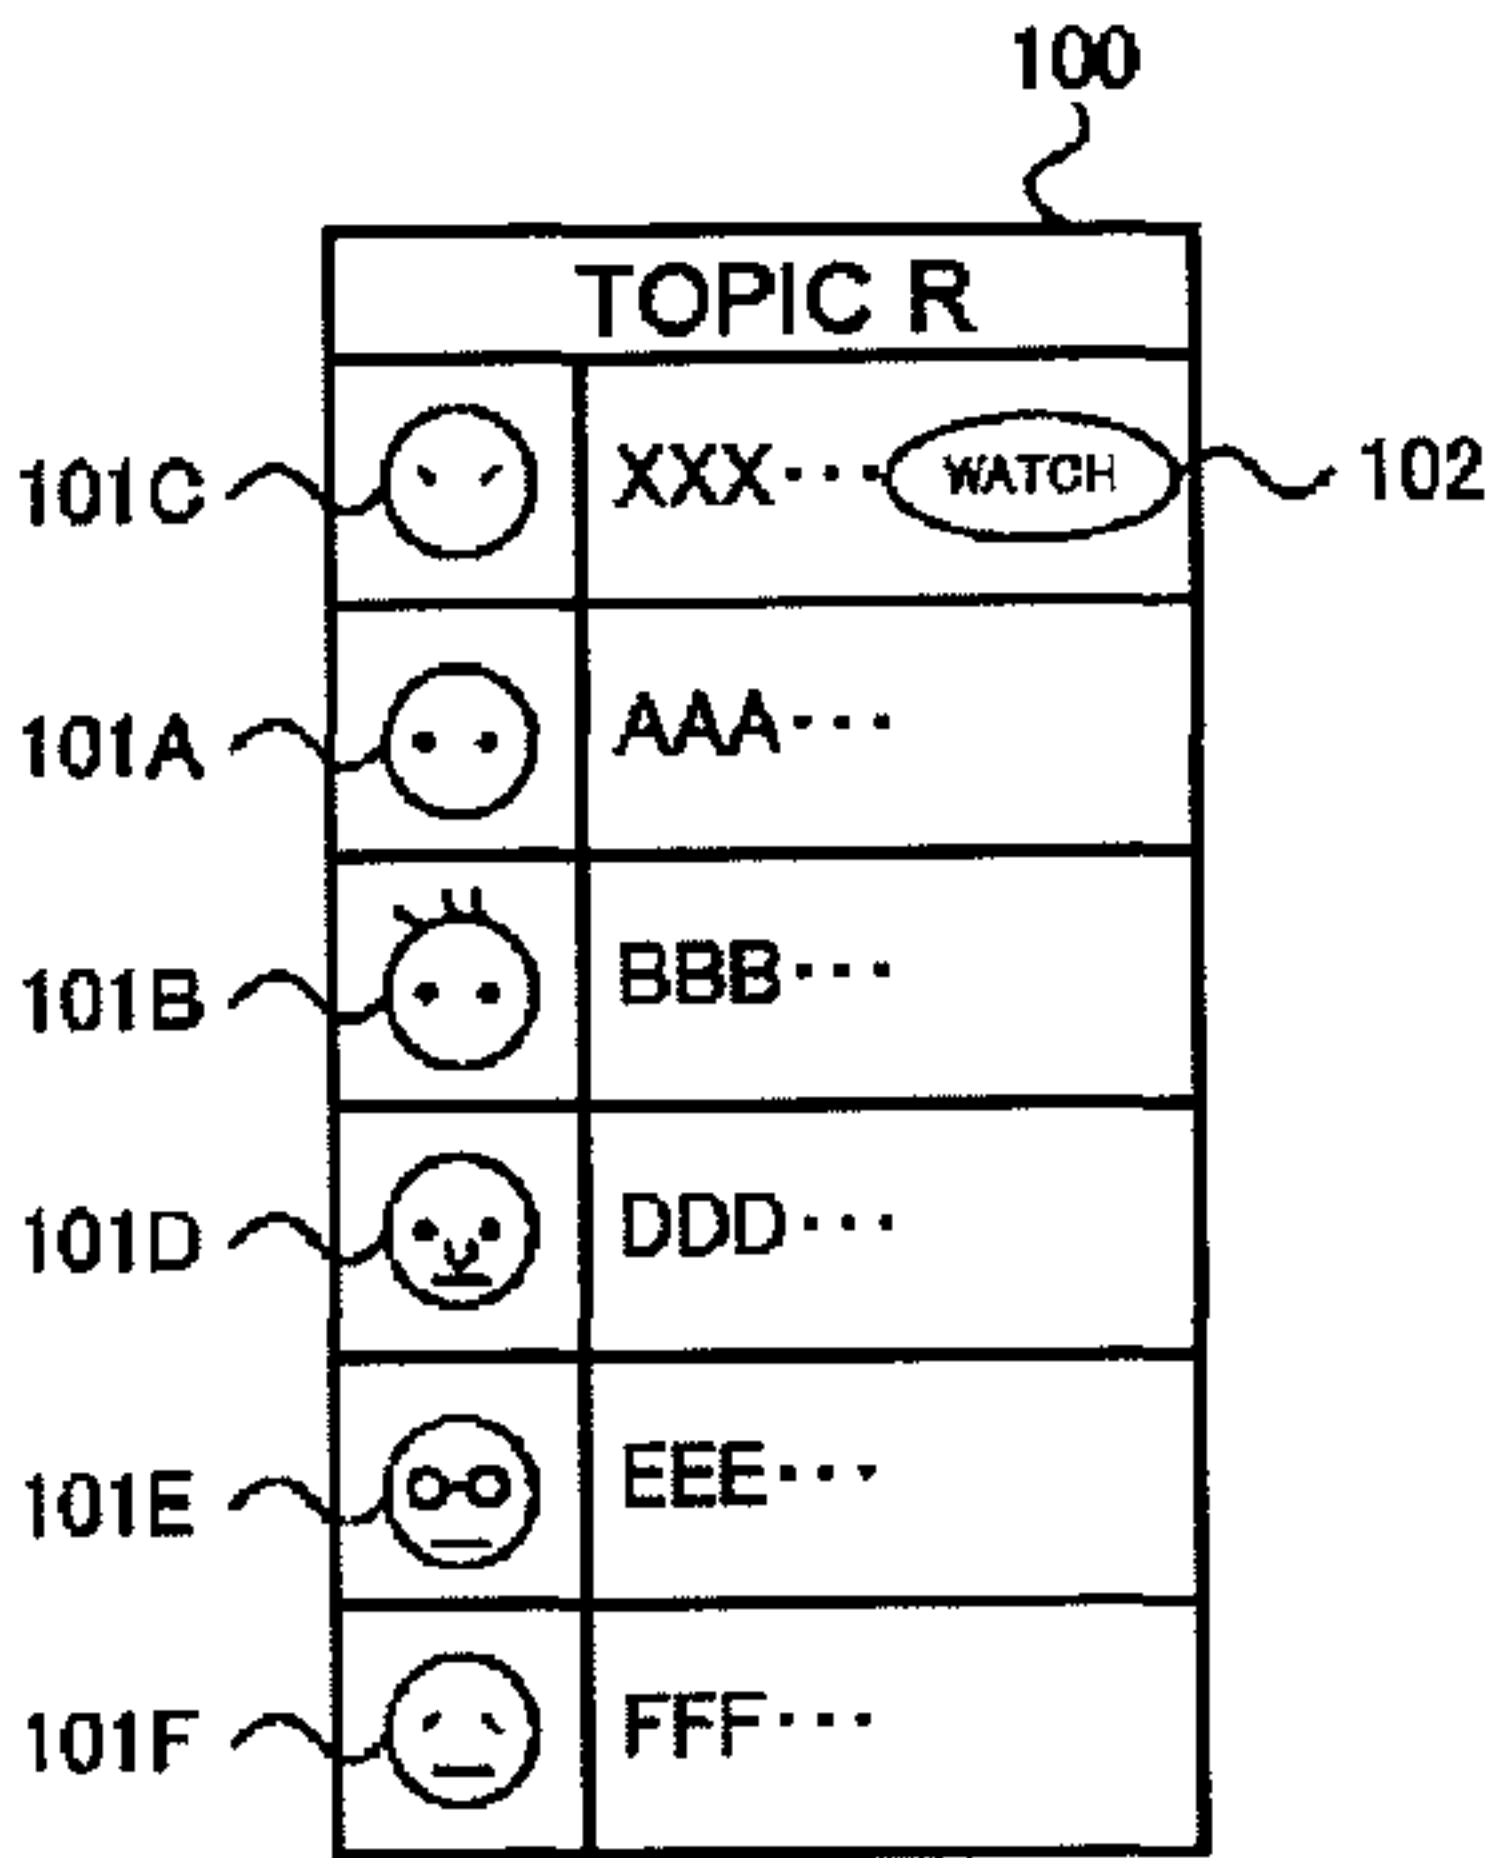 100
TOPIC R
101C XXX··· WATCH 102
101A AAA···
101B BBB···
101D DDD···
101E EEE···
101F FFF···